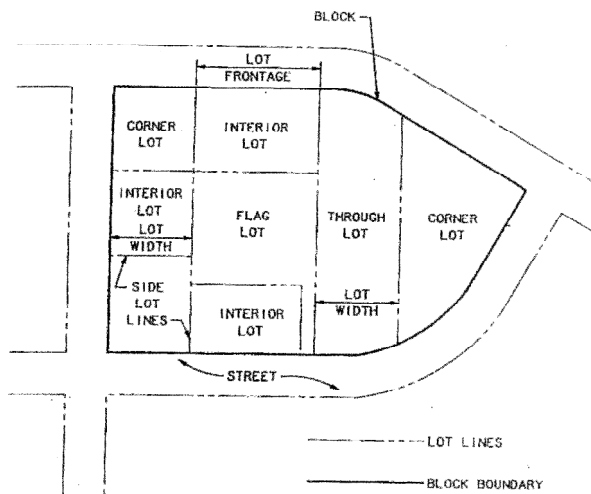 BLOCK
LOT
FRONTAGE
CORNER
LOT
INTERIOR
LOT
INTERIOR
LOT
LOT
WIDTH
FLAG
LOT
THROUGH
LOT
CORNER
LOT
SIDE
LOT
LINES
INTERIOR
LOT
LOT
WIDTH
STREET
LOT LINES
BLOCK BOUNDARY